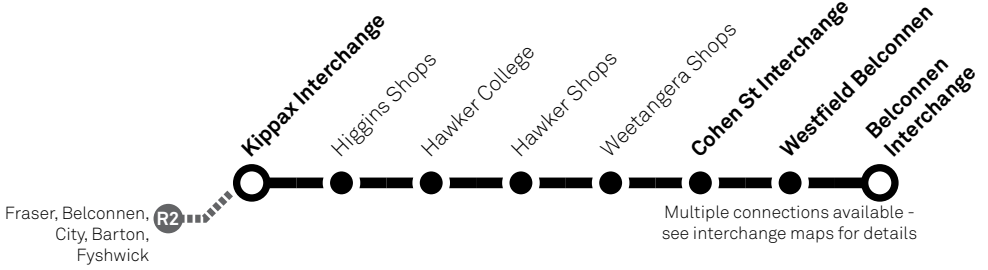 Kippax Interchange
Higgins Shops
Hawker College
Hawker Shops
Weetangera Shops
Cohen St Interchange
Westfield Belconnen
Belconnen
Interchange
Fraser, Belconnen,
City, Barton,
Fyshwick
R2
Multiple connections available -
see interchange maps for details